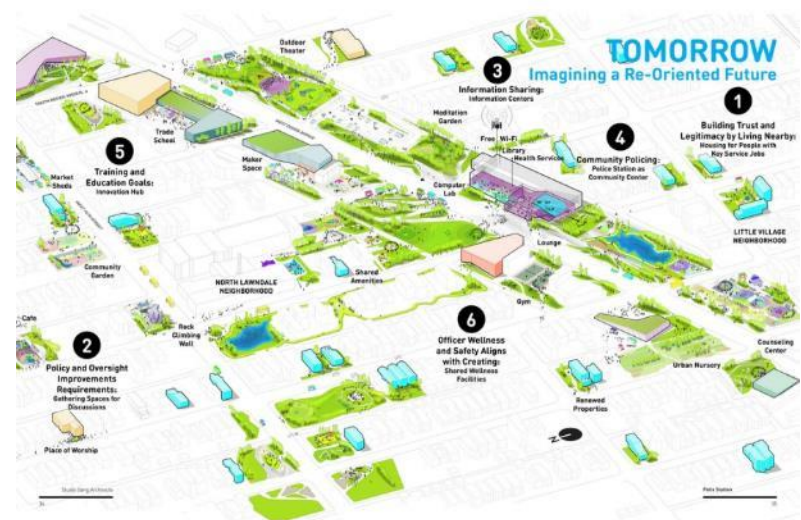 TOMORROW
Imagining a Re-Oriented Future
1
Building Trust and
Legitimacy by Living Nearby:
Housing for People with
Key Service Jobs
LITTLE VILLAGE
NEIGHBORHOOD
3
Information Sharing:
Information Centers
Outdoor
Theater
Meditation
Garden
Free Wi-Fi
Library
Health Services
4
Community Policing:
Police Station as
Community Center
Computer
Lab
Lounge
Trade
School
Maker
Space
5
Training and
Education Goals:
Innovation Hub
Market
Sheds
Community
Garden
NORTH LAWNDALE
NEIGHBORHOOD
Shared
Amenities
Gym
Rock
Climbing
Wall
Cafe
2
Policy and Oversight
Improvements
Requirements:
Gathering Spaces for
Discussions
Place of Worship
6
Officer Wellness
and Safety Aligns
with Creating:
Shared Wellness
Facilities
Urban Nursery
Counseling
Center
Renewed
Properties
N
Studio Gang Architects
Polis Station